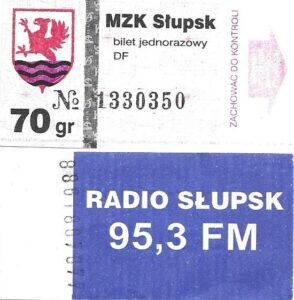 MZK Słupsk
bilet jednorazowy
DF
№ 1330350
70 gr
ZACHOWAĆ DO KONTROLI
RADIO SŁUPSK
95,3 FM